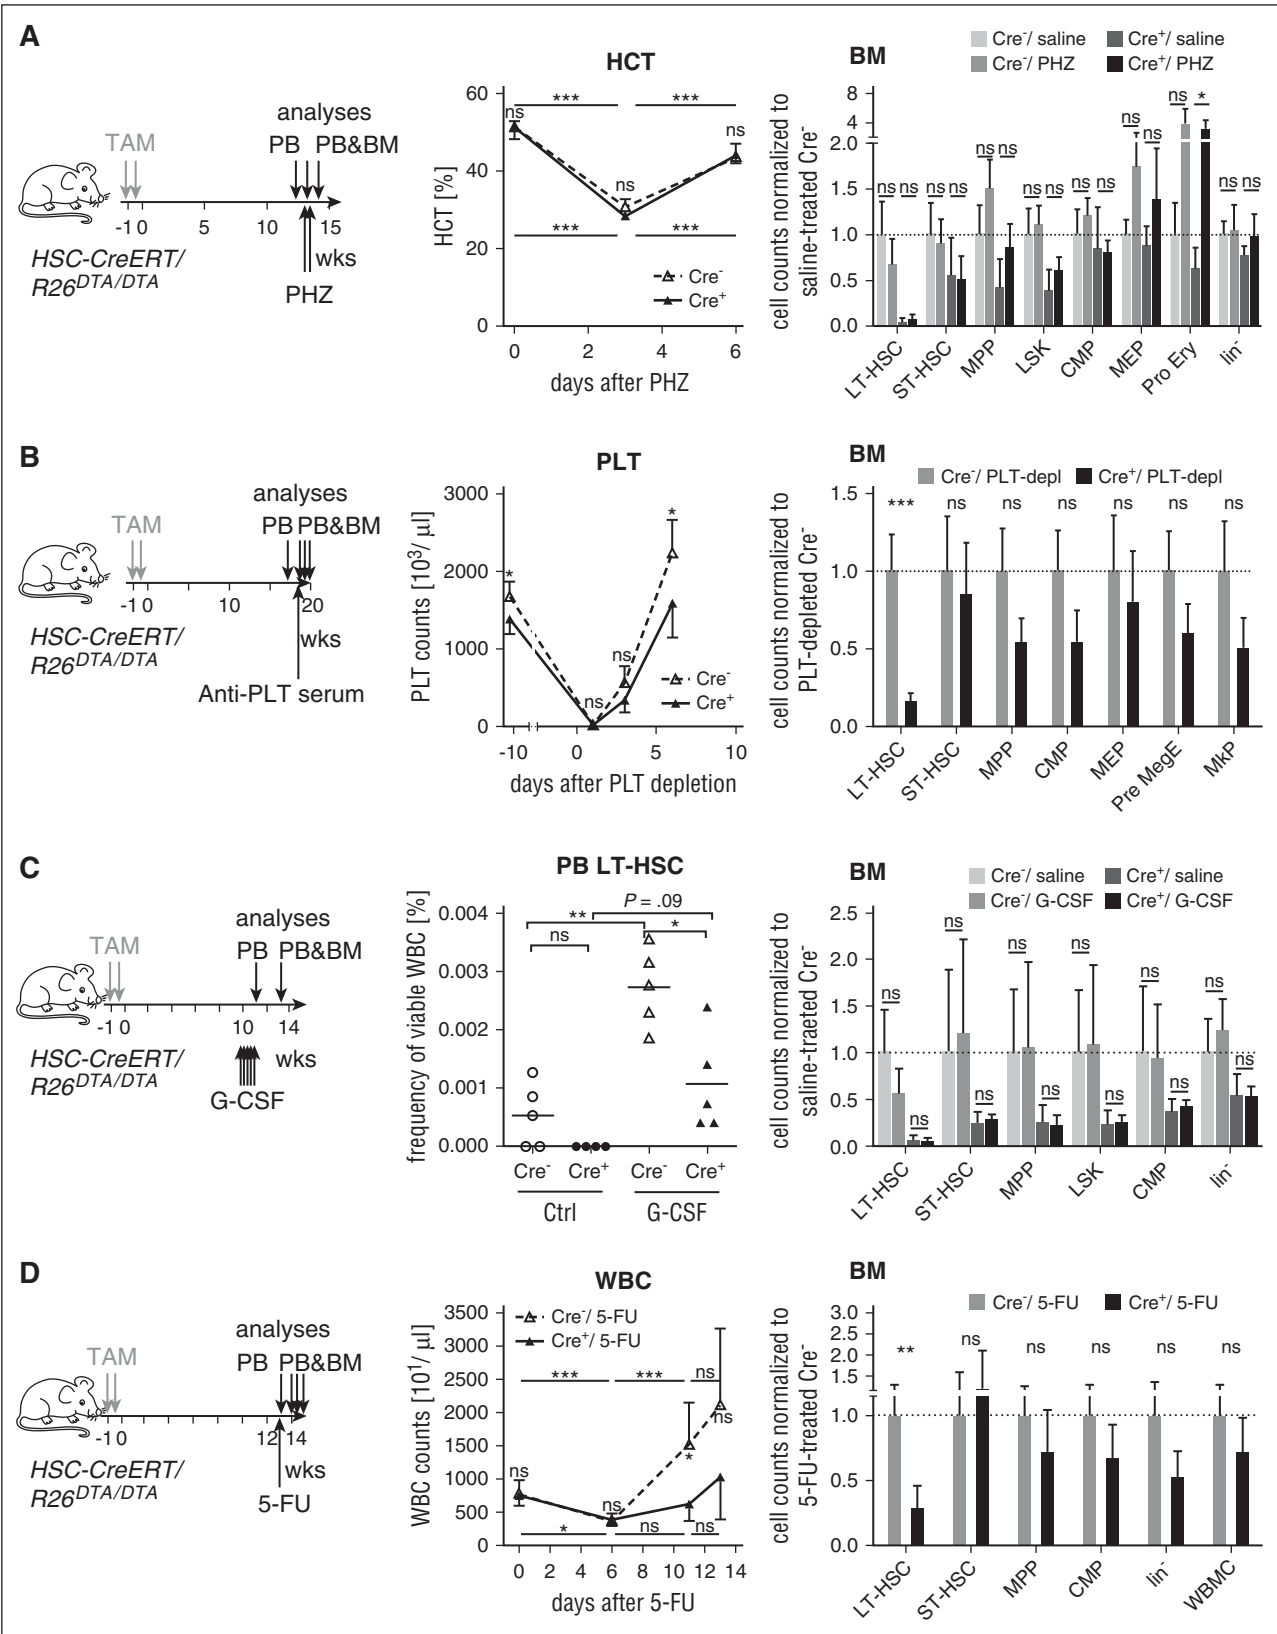 A
TAM
analyses
PB PB&BM
-1 0 5 10 15
wks
HSC-CreERT/
R26DTA/DTA
PHZ
HCT
HCT [%]
60
40
20
0
ns
***
***
ns
ns
***
***
Cre-
Cre+
0 2 4 6
days after PHZ
BM
Cre-/ saline
Cre+/ saline
Cre-/ PHZ
Cre+/ PHZ
cell counts normalized to
saline-treated Cre-
8
4
2.0
1.5
1.0
0.5
0.0
ns ns ns ns ns ns ns ns ns ns ns ns ns * ns ns
LT-HSC ST-HSC MPP LSK CMP MEP Pro Ery lin-
B
TAM
analyses
PB PB&BM
-1 0 10 20
wks
HSC-CreERT/
R26DTA/DTA
Anti-PLT serum
PLT
PLT counts [10³/ µl]
3000
2000
1000
0
*
ns
ns
*
Cre-
Cre+
-10 0 5 10
days after PLT depletion
BM
Cre-/ PLT-depl
Cre+/ PLT-depl
cell counts normalized to
PLT-depleted Cre-
1.5
1.0
0.5
0.0
*** ns ns ns ns ns ns
LT-HSC ST-HSC MPP CMP MEP Pre MegE MkP
C
TAM
analyses
PB PB&BM
-1 0 10 14
wks
HSC-CreERT/
R26DTA/DTA
G-CSF
PB LT-HSC
frequency of viable WBC [%]
0.004
0.003
0.002
0.001
0.000
P = .09
**
ns
*
Cre- Cre+ Cre- Cre+
Ctrl G-CSF
BM
Cre-/ saline
Cre+/ saline
Cre-/ G-CSF
Cre+/ G-CSF
cell counts normalized to
saline-traeted Cre-
2.5
2.0
1.5
1.0
0.5
0.0
ns ns ns ns ns ns ns ns ns ns ns ns
LT-HSC ST-HSC MPP LSK CMP lin-
D
TAM
analyses
PB PB&BM
-1 0 12 14
wks
HSC-CreERT/
R26DTA/DTA
5-FU
WBC
WBC counts [10¹/ µl]
3500
3000
2500
2000
1500
1000
500
0
Cre-/ 5-FU
Cre+/ 5-FU
*** *** ns
ns
ns
*
ns
* ns ns
0 2 4 6 8 10 12 14
days after 5-FU
BM
Cre-/ 5-FU
Cre+/ 5-FU
cell counts normalized to
5-FU-treated Cre-
3.0
2.5
2.0
1.5
1.0
0.5
0.0
** ns ns ns ns ns
LT-HSC ST-HSC MPP CMP lin- WBMC